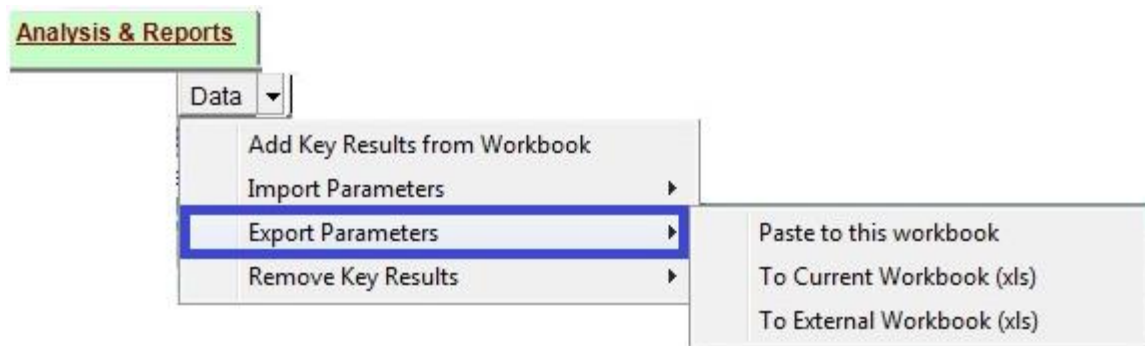 Analysis & Reports
Data
Add Key Results from Workbook
Import Parameters
Export Parameters
Paste to this workbook
Remove Key Results
To Current Workbook (xls)
To External Workbook (xls)